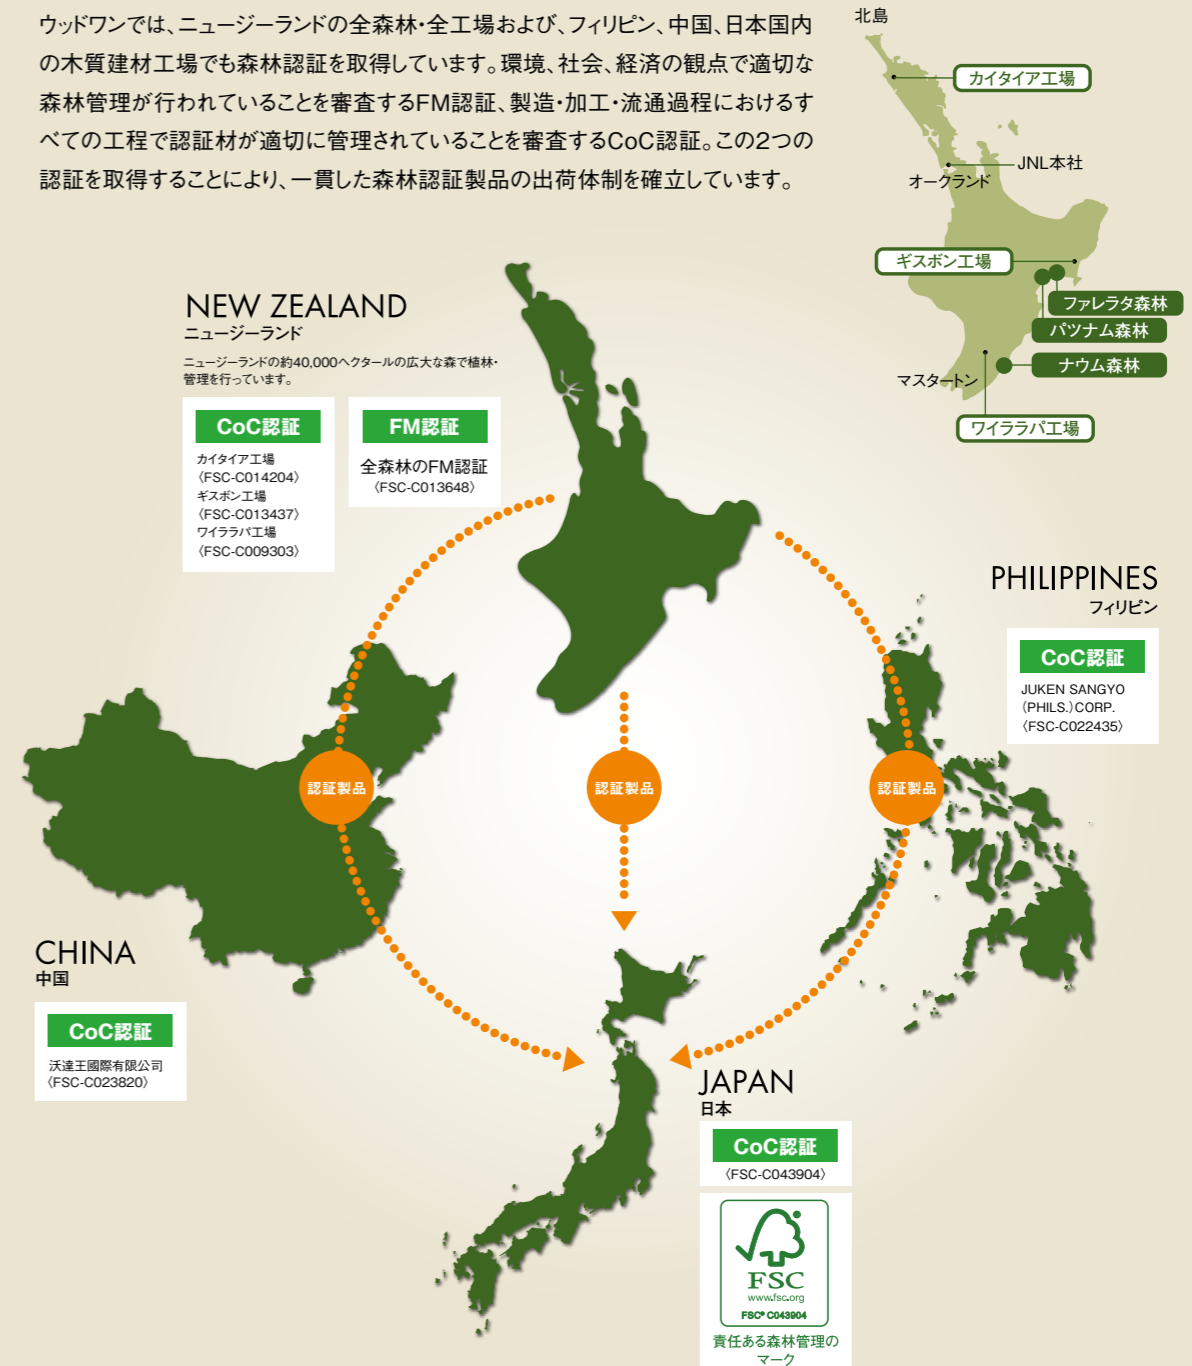 ウッドワンでは、ニュージーランドの全森林・全工場および、フィリピン、中国、日本国内
の木質建材工場でも森林認証を取得しています。環境、社会、経済の観点で適切な
森林管理が行われていることを審査するFM認証、製造・加工・流通過程におけるす
べての工程で認証材が適切に管理されていることを審査するCoC認証。この2つの
認証を取得することにより、一貫した森林認証製品の出荷体制を確立しています。
北島
カイタイア工場
JNL本社
オークランド
ギスボン工場
ファレラタ森林
パツナム森林
ナウム森林
マスタートン
ワイララパ工場
NEW ZEALAND
ニュージーランド
ニュージーランドの約40,000ヘクタールの広大な森で植林・
管理を行っています。
CoC認証
カイタイア工場
〈FSC-C014204〉
ギスボン工場
〈FSC-C013437〉
ワイララパ工場
〈FSC-C009303〉
FM認証
全森林のFM認証
〈FSC-C013648〉
PHILIPPINES
フィリピン
CoC認証
JUKEN SANGYO
(PHILS.)CORP.
〈FSC-C022435〉
認証製品
認証製品
認証製品
CHINA
中国
CoC認証
沃達王國際有限公司
〈FSC-C023820〉
JAPAN
日本
CoC認証
〈FSC-C043904〉
FSC
www.fsc.org
FSC® C043904
責任ある森林管理の
マーク